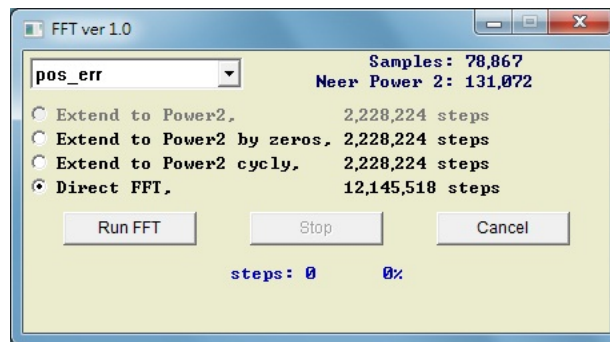 FFT ver 1.0
pos_err
Samples: 78,867
Neer Power 2: 131,072
Extend to Power2, 2,228,224 steps
Extend to Power2 by zeros, 2,228,224 steps
Extend to Power2 cycly, 2,228,224 steps
Direct FFT, 12,145,518 steps
Run FFT Stop Cancel
steps: 0 0%